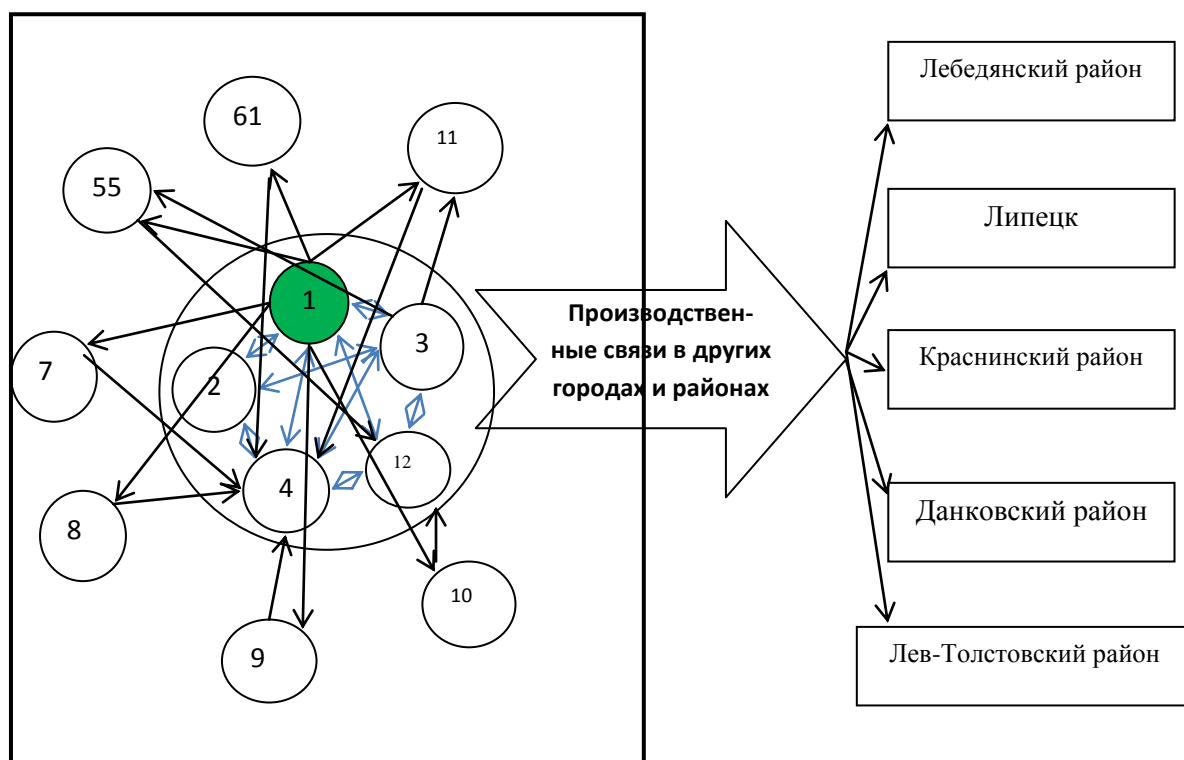 61
11
55
1
3
7
2
12
4
8
10
9
Производствен-
ные связи в других
городах и районах
Лебедянский район
Липецк
Краснинский район
Данковский район
Лев-Толстовский район